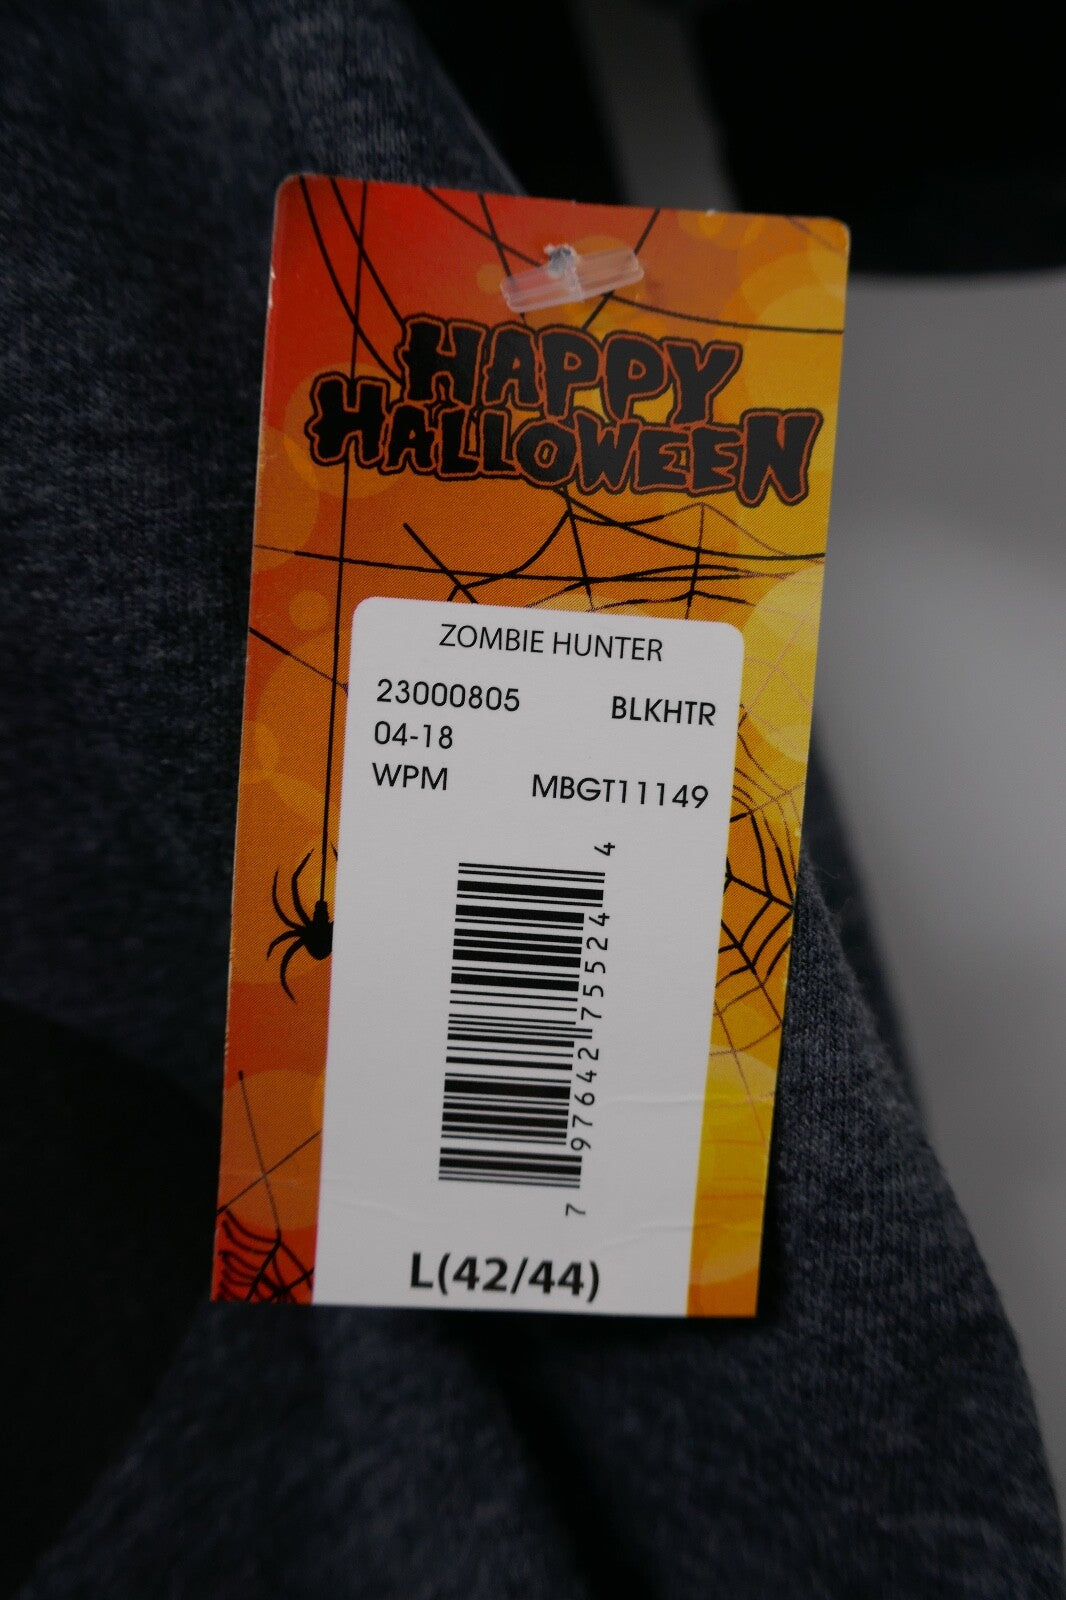 HAPPY
HALLOWEEN
ZOMBIE HUNTER
23000805 BLKHTR
04-18
WPM MBGT11149
7 97642 75524 4
L(42/44)